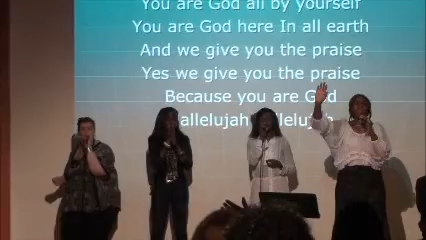 You are God all by yourself
You are God here In all earth
And we give you the praise
Yes we give you the praise
Because you are God